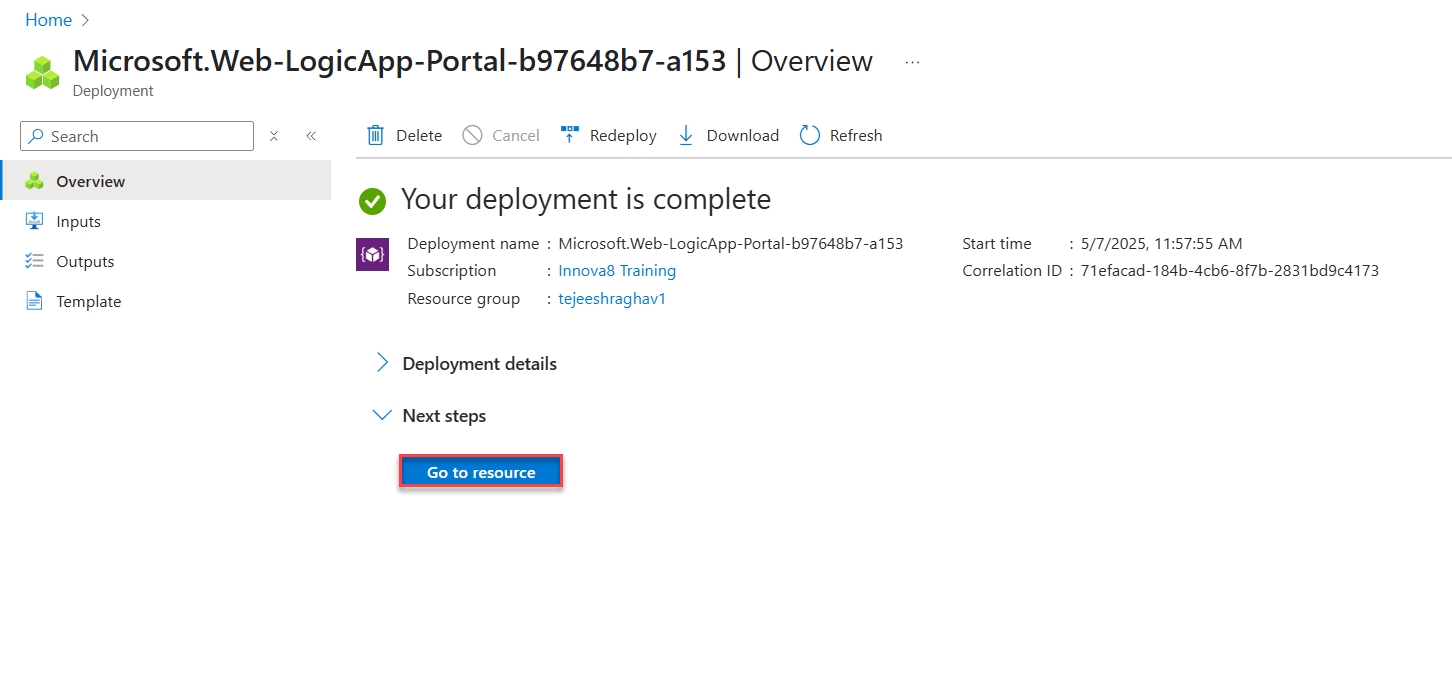 Home
Microsoft.Web-LogicApp-Portal-b97648b7-a153 | Overview ...
Deployment
Search
Delete Cancel Redeploy Download Refresh
Overview
Inputs
Outputs
Template
Your deployment is complete
Deployment name : Microsoft.Web-LogicApp-Portal-b97648b7-a153 Start time : 5/7/2025, 11:57:55 AM
Subscription : Innova8 Training Correlation ID : 71efacad-184b-4cb6-8f7b-2831bd9c4173
Resource group : tejeeshraghav1
Deployment details
Next steps
Go to resource